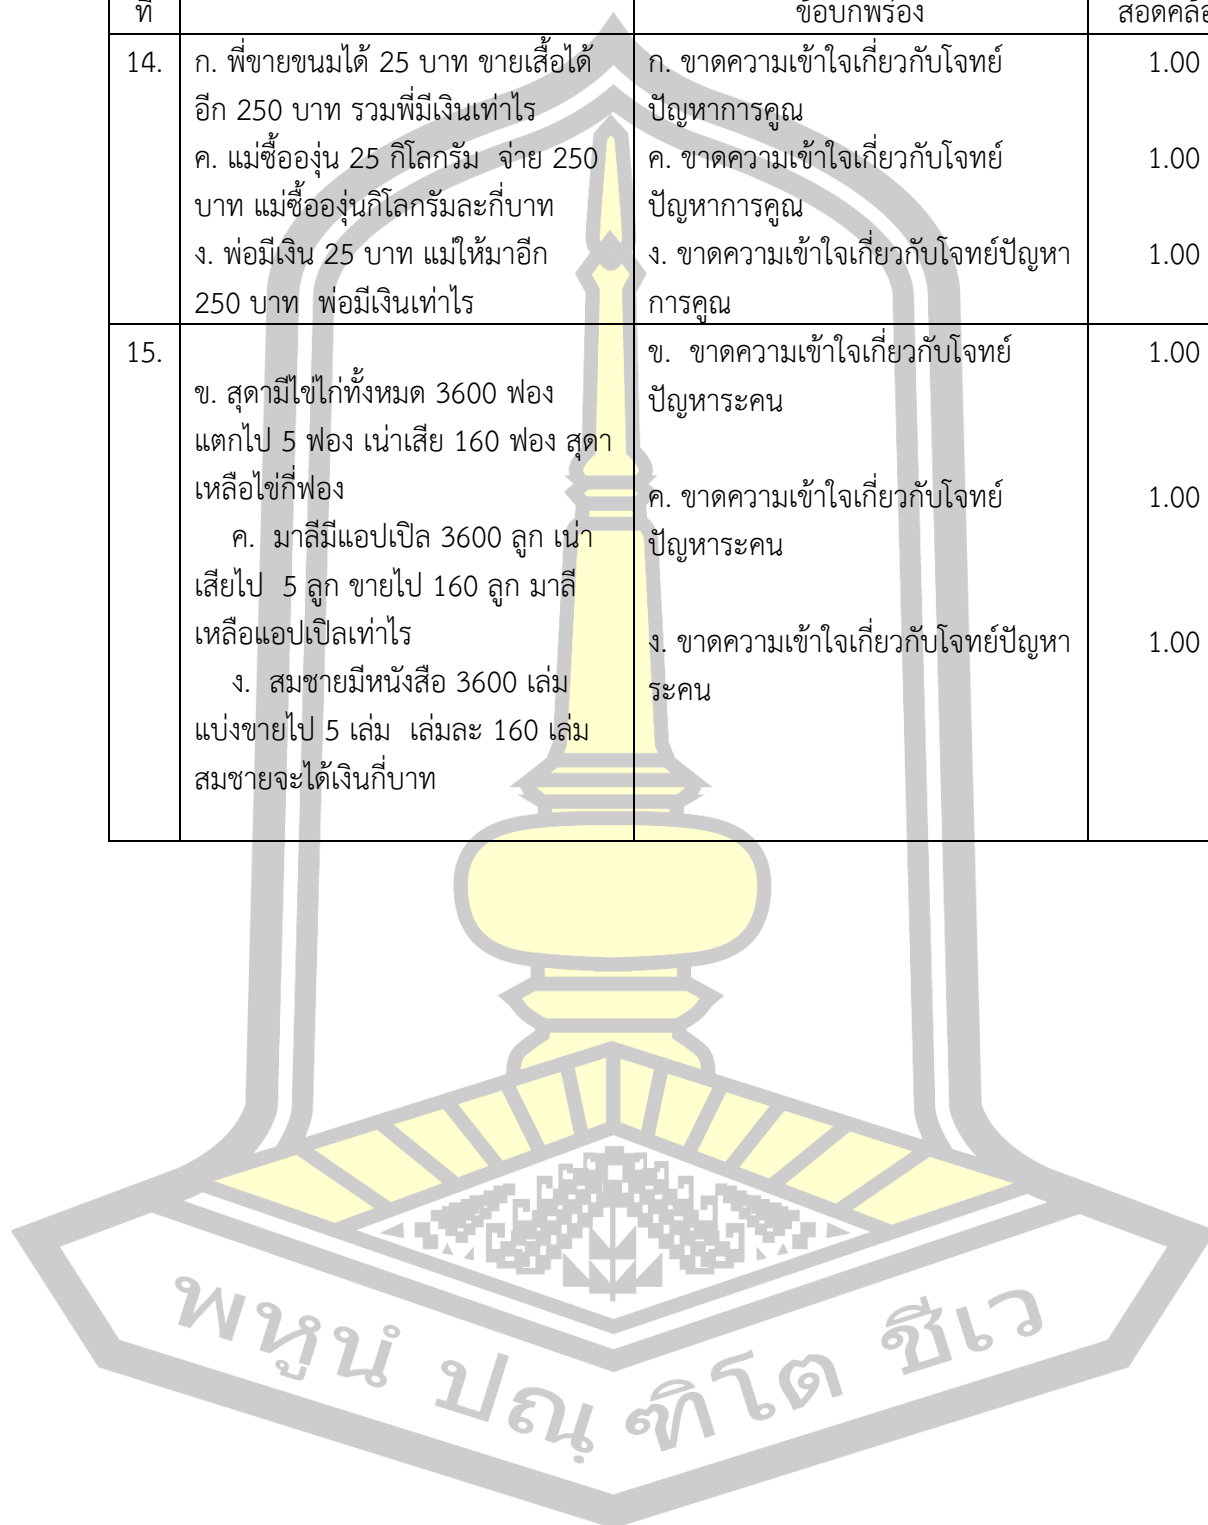 ที่ ข้อบกพร่อง สอดคล้อ
14. ก. พี่ขายขนมได้ 25 บาท ขายเสื้อได้ ก. ขาดความเข้าใจเกี่ยวกับโจทย์ 1.00
อีก 250 บาท รวมพี่มีเงินเท่าไร ปัญหาการคูณ
ค. แม่ซื้อองุ่น 25 กิโลกรัม จ่าย 250 ค. ขาดความเข้าใจเกี่ยวกับโจทย์ 1.00
บาท แม่ซื้อองุ่นกิโลกรัมละกี่บาท ปัญหาการคูณ
ง. พ่อมีเงิน 25 บาท แม่ให้มาอีก ง. ขาดความเข้าใจเกี่ยวกับโจทย์ปัญหา 1.00
250 บาท พ่อมีเงินเท่าไร การคูณ
15. ข. ขาดความเข้าใจเกี่ยวกับโจทย์ 1.00
ข. สุดามีไข่ไก่ทั้งหมด 3600 ฟอง ปัญหาระคน
แตกไป 5 ฟอง เน่าเสีย 160 ฟอง สุดา
เหลือไข่กี่ฟอง ค. ขาดความเข้าใจเกี่ยวกับโจทย์ 1.00
ค. มาลีมีแอปเปิล 3600 ลูก เน่า ปัญหาระคน
เสียไป 5 ลูก ขายไป 160 ลูก มาลี
เหลือแอปเปิลเท่าไร ง. ขาดความเข้าใจเกี่ยวกับโจทย์ปัญหา 1.00
ง. สมชายมีหนังสือ 3600 เล่ม ระคน
แบ่งขายไป 5 เล่ม เล่มละ 160 เล่ม
สมชายจะได้เงินกี่บาท
พหูนํ ปณฺฑิโต ชีเว